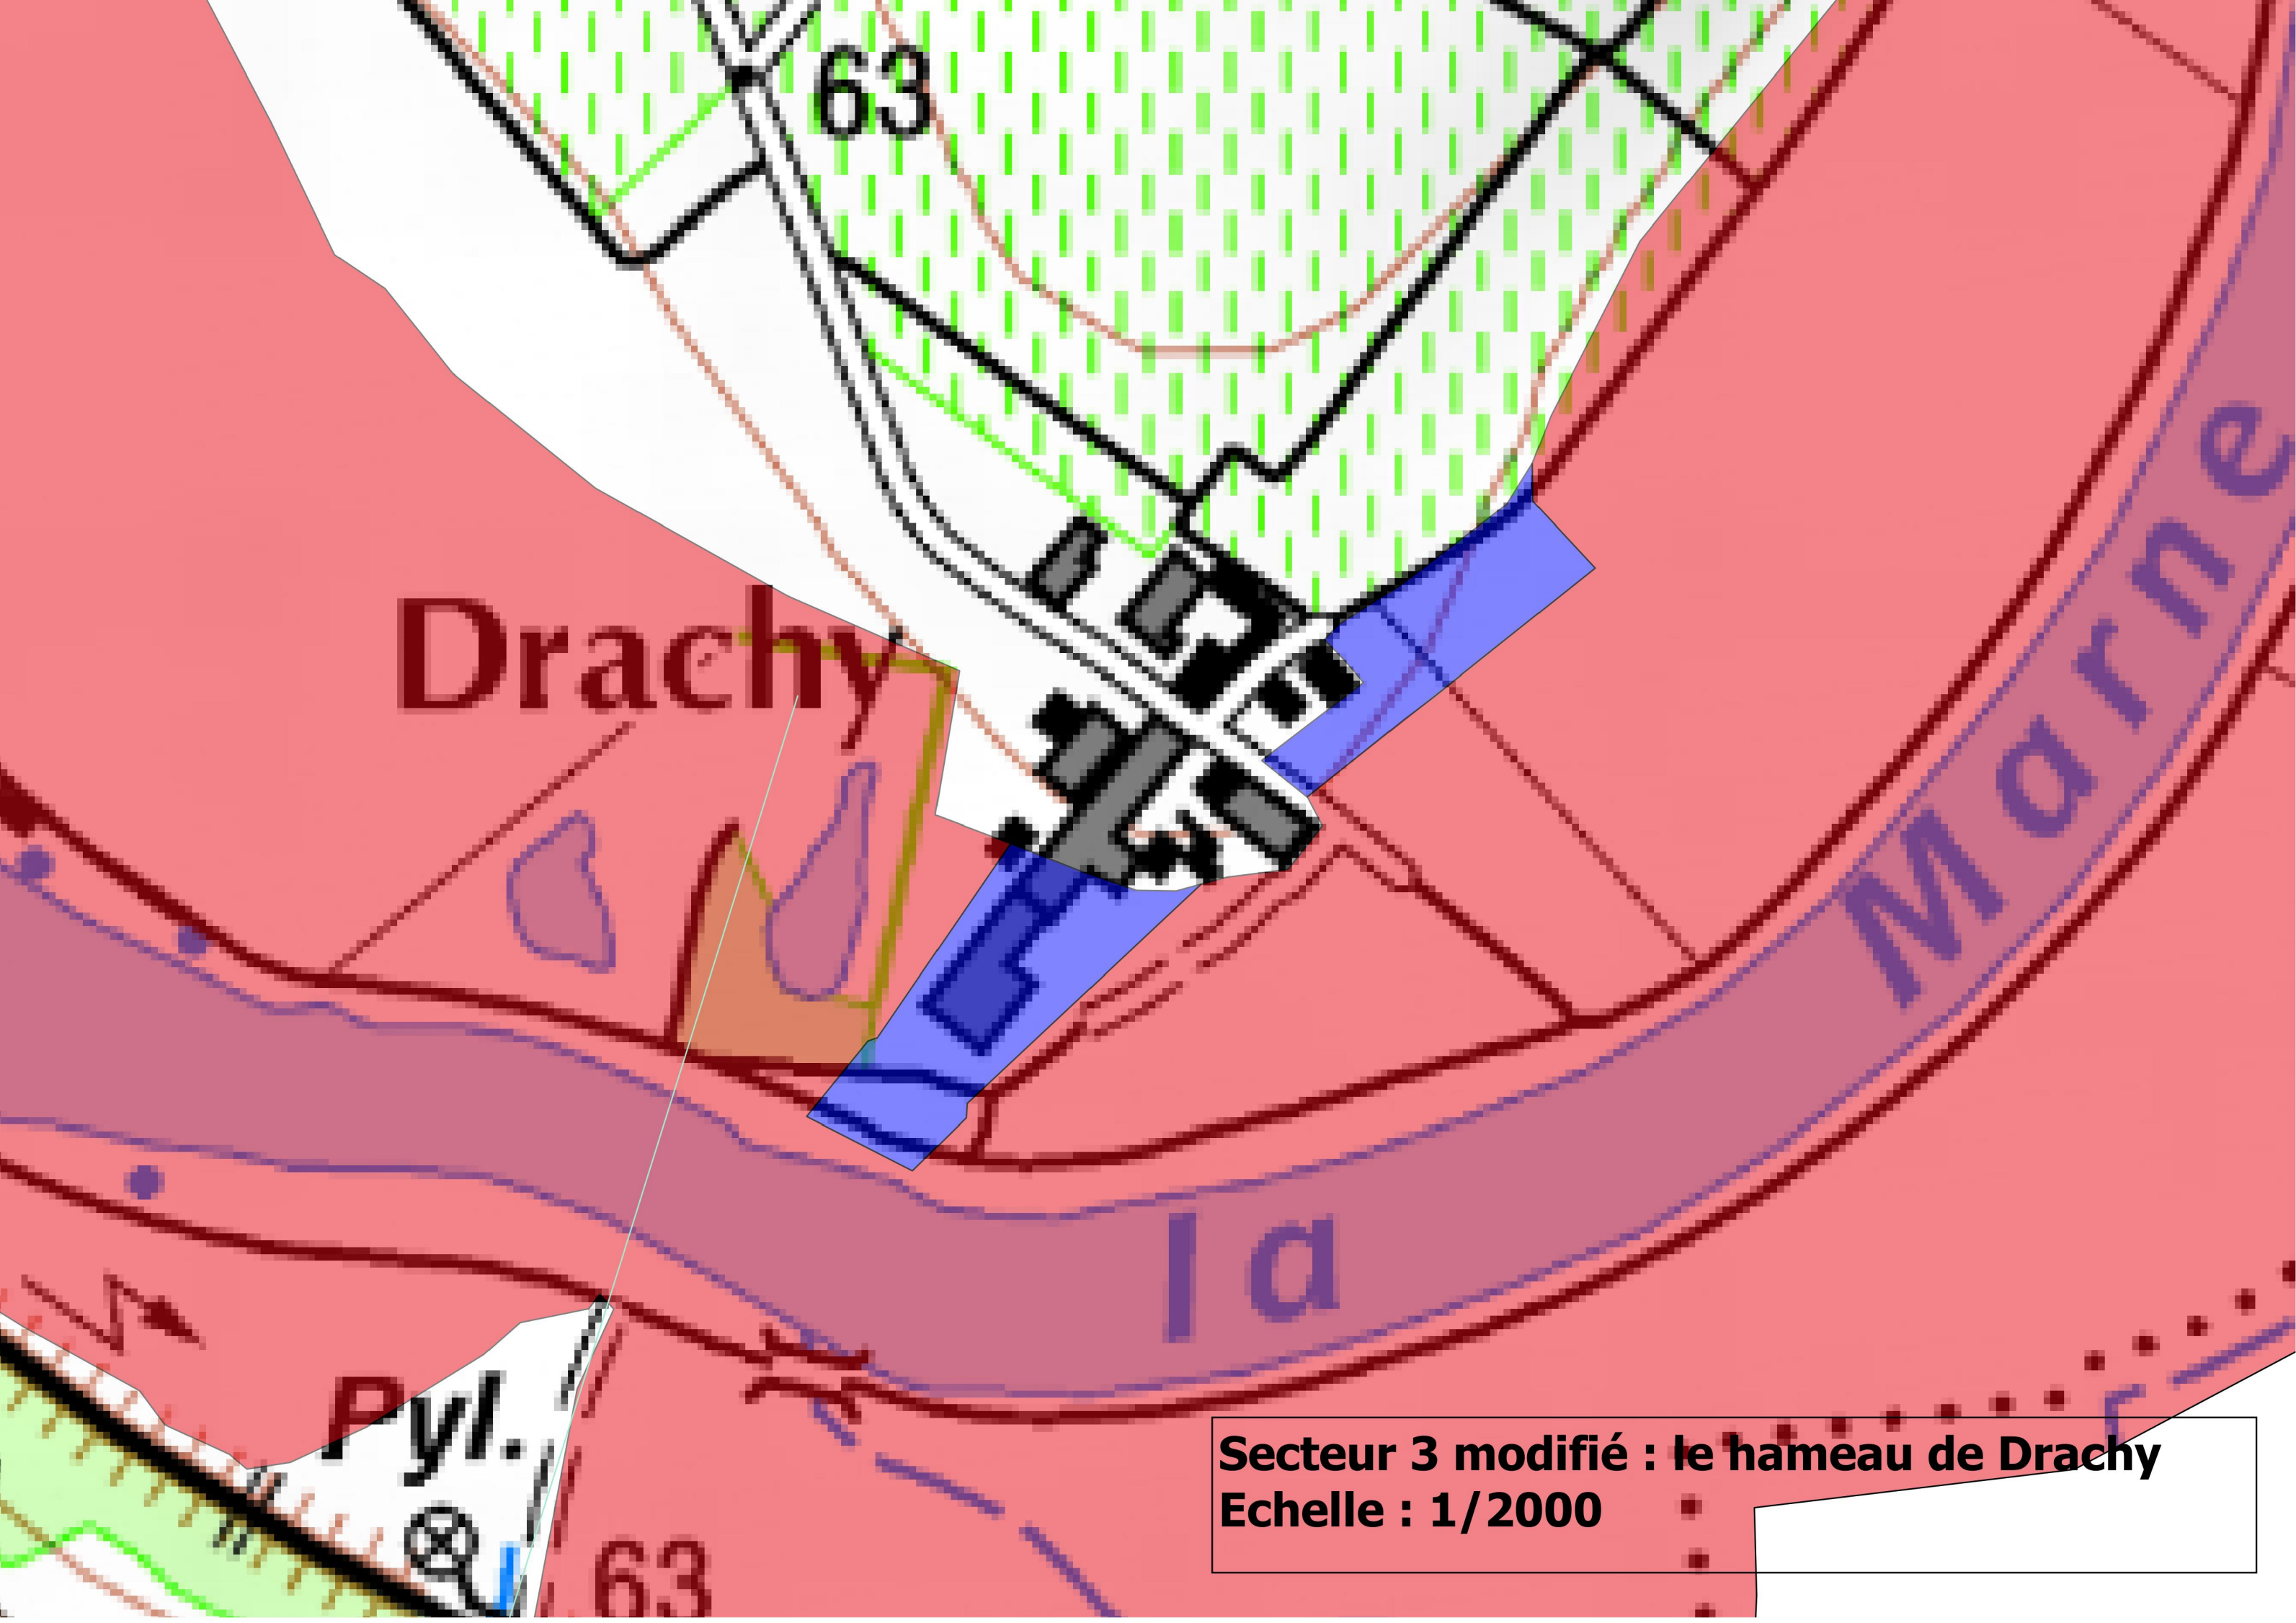 63
Drachy
Marne
la
Pyl.
63
Secteur 3 modifié : le hameau de Drachy
Echelle : 1/2000